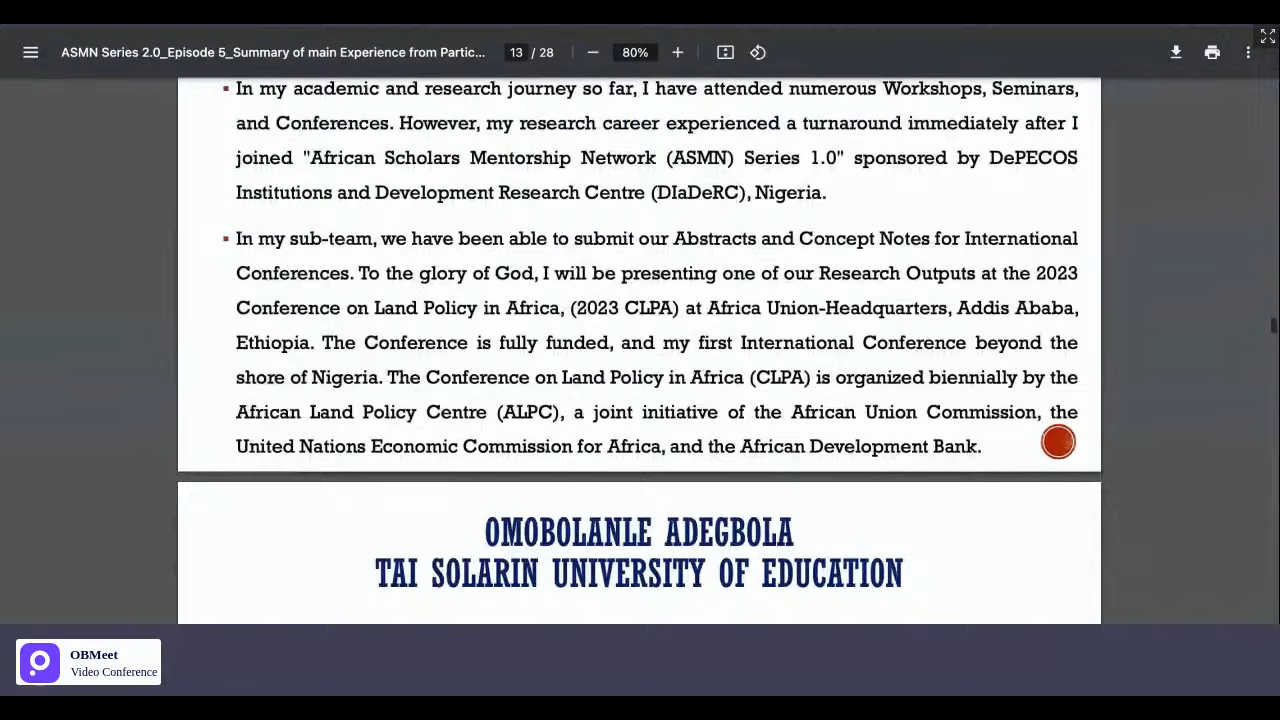 ASMN Series 2.0_Episode 5_Summary of main Experience from Partic...
13 / 28
80%
▪ In my academic and research journey so far, I have attended numerous Workshops, Seminars,
and Conferences. However, my research career experienced a turnaround immediately after I
joined "African Scholars Mentorship Network (ASMN) Series 1.0" sponsored by DePECOS
Institutions and Development Research Centre (DIaDeRC), Nigeria.
▪ In my sub-team, we have been able to submit our Abstracts and Concept Notes for International
Conferences. To the glory of God, I will be presenting one of our Research Outputs at the 2023
Conference on Land Policy in Africa, (2023 CLPA) at Africa Union-Headquarters, Addis Ababa,
Ethiopia. The Conference is fully funded, and my first International Conference beyond the
shore of Nigeria. The Conference on Land Policy in Africa (CLPA) is organized biennially by the
African Land Policy Centre (ALPC), a joint initiative of the African Union Commission, the
United Nations Economic Commission for Africa, and the African Development Bank.
OMOBOLANLE ADEGBOLA
TAI SOLARIN UNIVERSITY OF EDUCATION
OBMeet
Video Conference